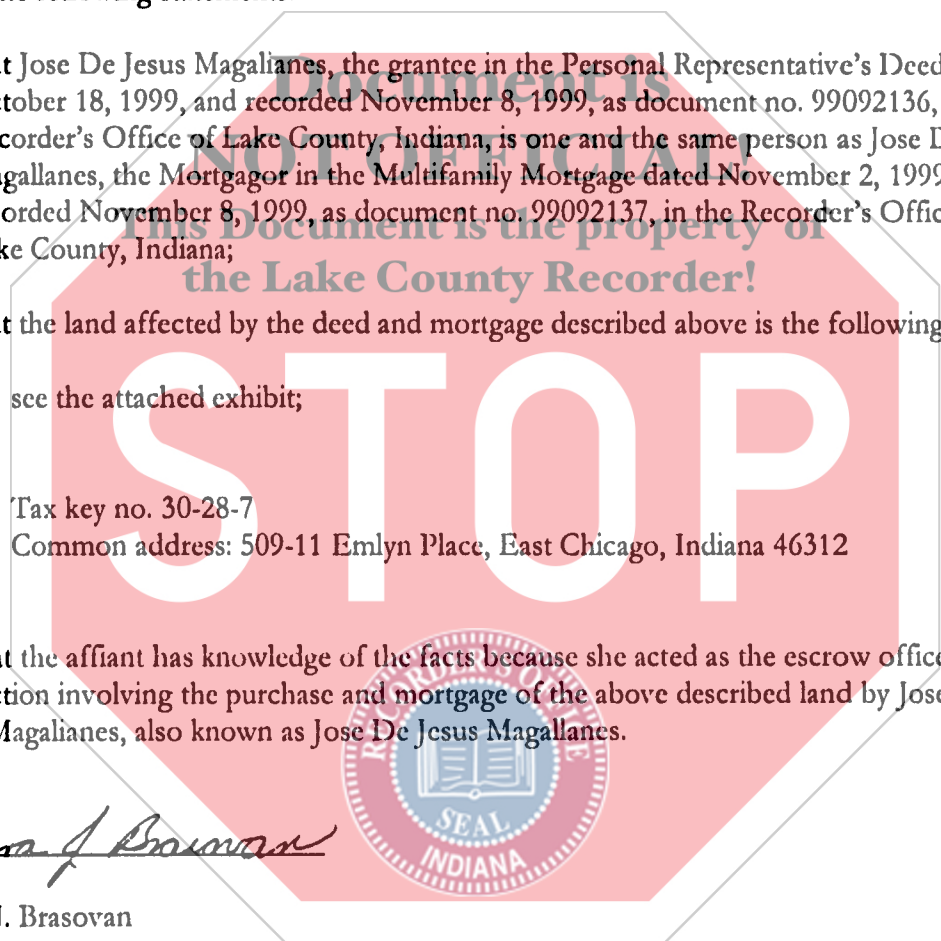 t Jose De Jesus Magalianes, the grantee in the Personal Representative's Deed
tober 18, 1999, and recorded November 8, 1999, as document no. 99092136,
corder's Office of Lake County, Indiana, is one and the same person as Jose D
gallanes, the Mortgagor in the Multifamily Mortgage dated November 2, 1999
orded November 8, 1999, as document no. 99092137, in the Recorder's Offic
ke County, Indiana;
Document is
NOT OFFICIAL!
This Document is the property of
the Lake County Recorder!
t the land affected by the deed and mortgage described above is the following
STOP
see the attached exhibit;
Tax key no. 30-28-7
Common address: 509-11 Emlyn Place, East Chicago, Indiana 46312
t the affiant has knowledge of the facts because she acted as the escrow office
ction involving the purchase and mortgage of the above described land by Jose
Magalianes, also known as Jose De Jesus Magallanes.
RECORDER'S OFFICE
SEAL
INDIANA
J. Brasovan